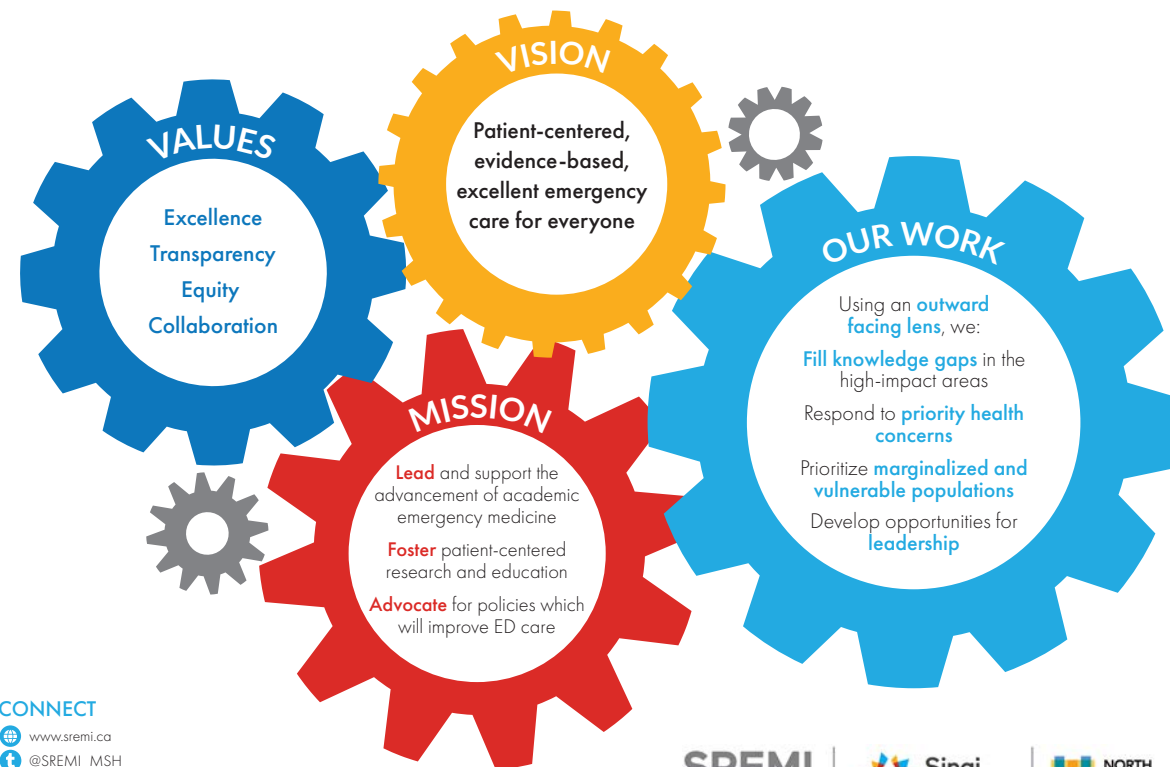 VALUES
Excellence
Transparency
Equity
Collaboration
VISION
Patient-centered,
evidence-based,
excellent emergency
care for everyone
MISSION
Lead and support the
advancement of academic
emergency medicine
Foster patient-centered
research and education
Advocate for policies which
will improve ED care
OUR WORK
Using an outward
facing lens, we:
Fill knowledge gaps in the
high-impact areas
Respond to priority health
concerns
Prioritize marginalized and
vulnerable populations
Develop opportunities for
leadership
CONNECT
www.sremi.ca
@SREMI_MSH
SREMI
Sinai
NORTH